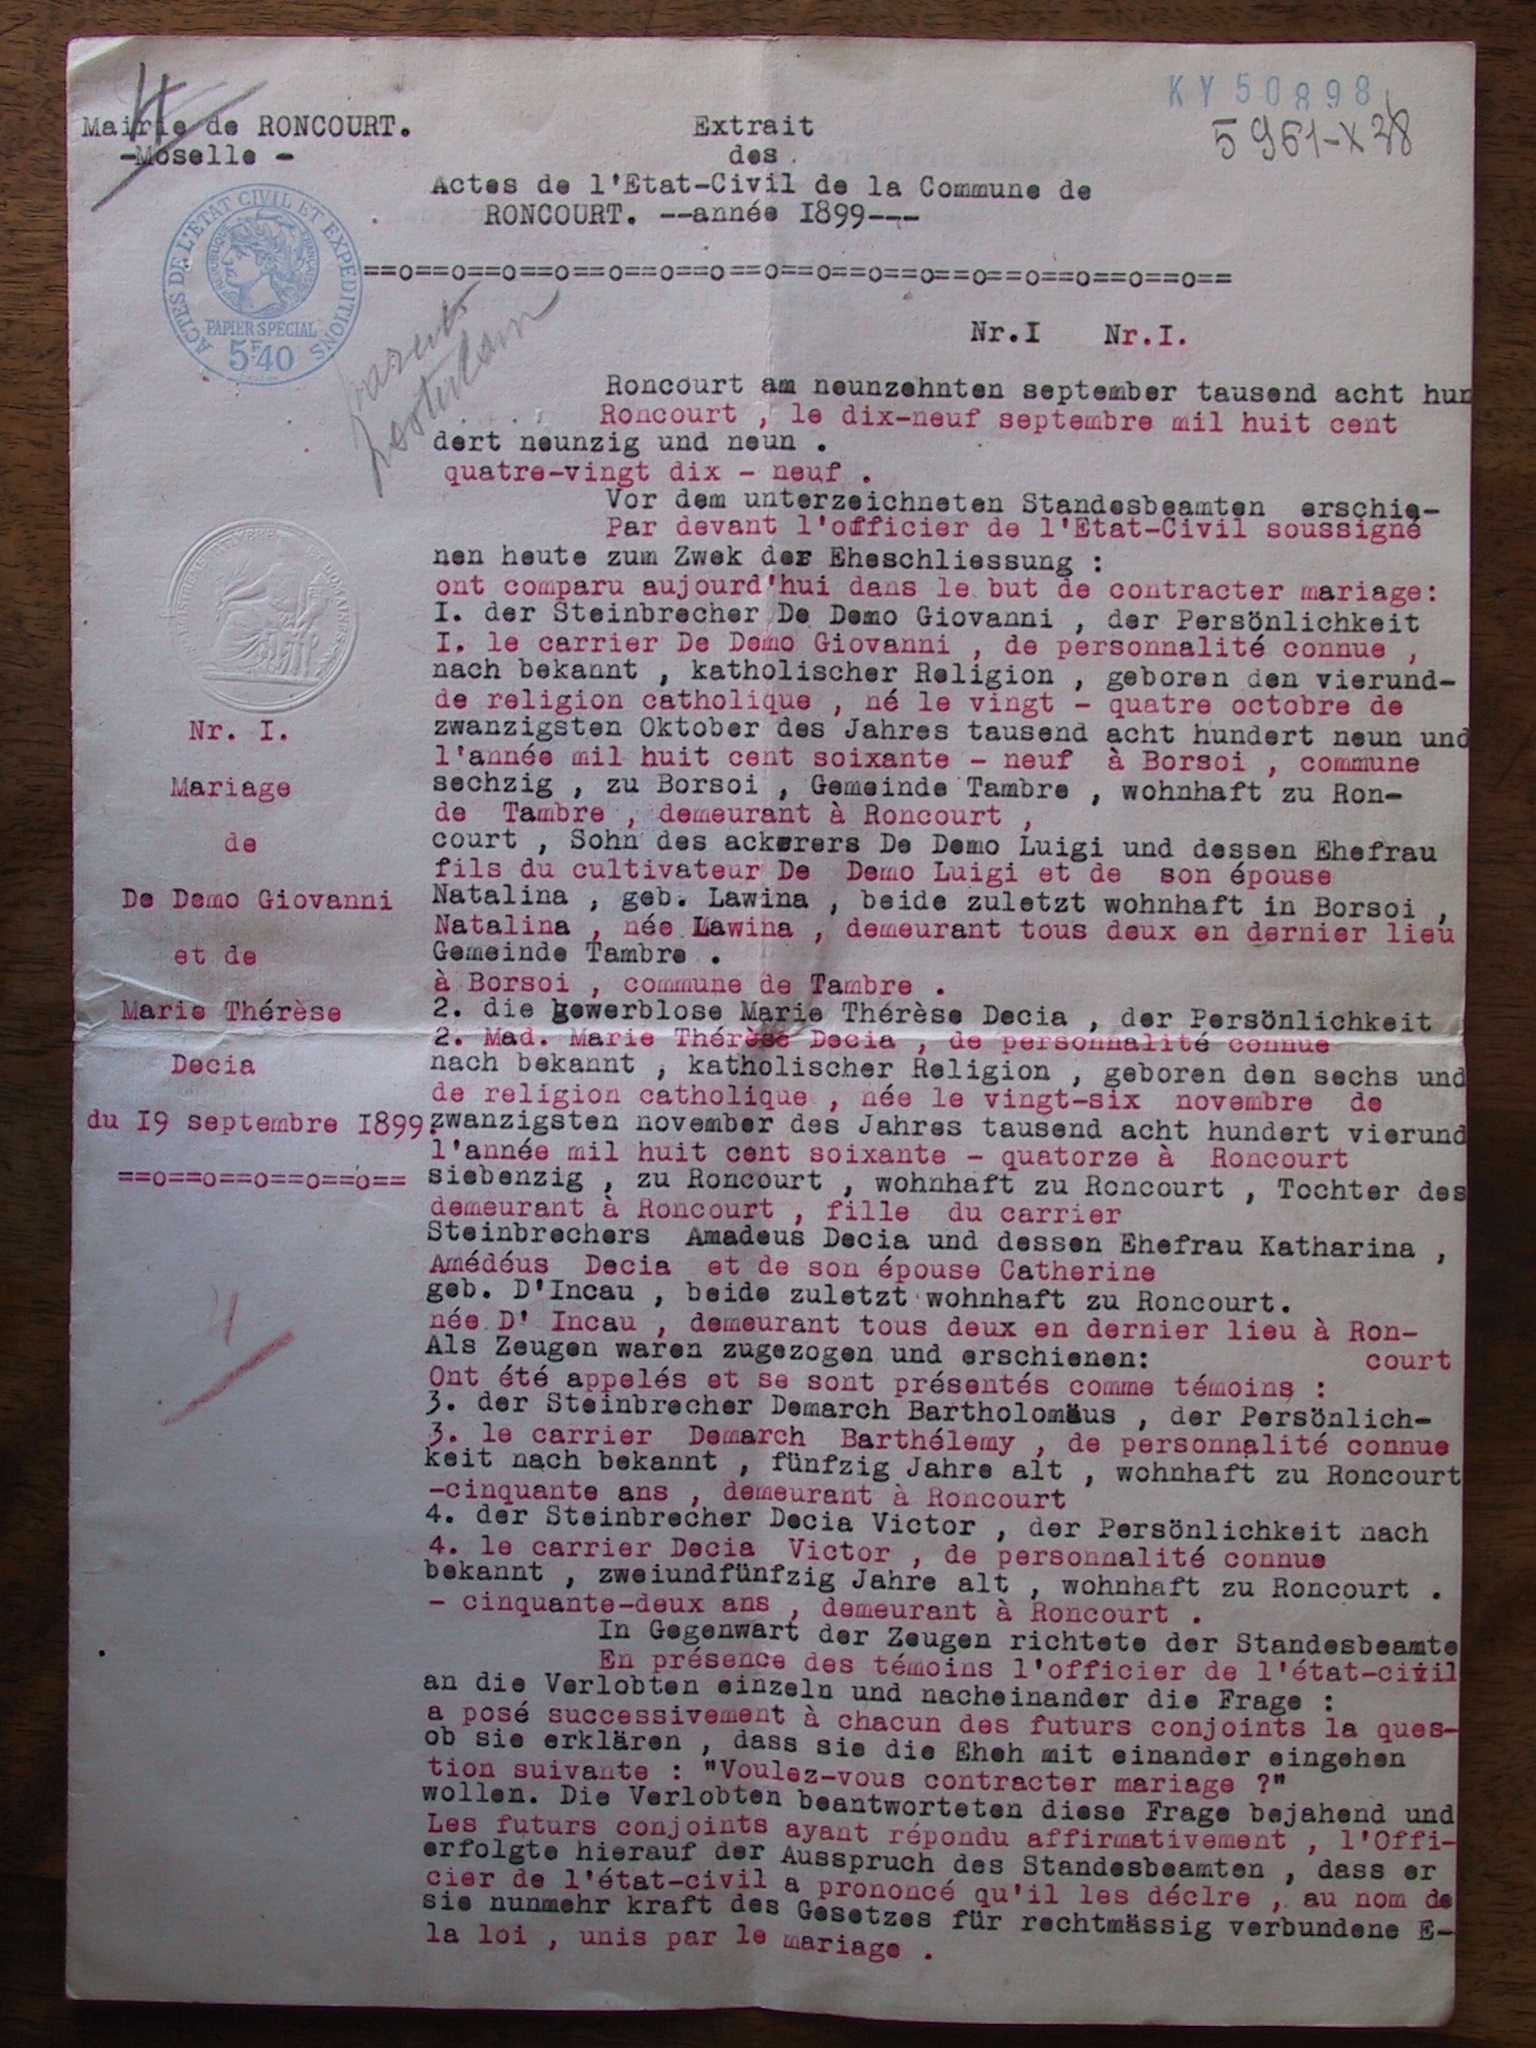 KY 50898
5961-X38
Mairie de RONCOURT.
-Moselle -
Extrait
des
Actes de l'Etat-Civil de la Commune de
RONCOURT. --année I899---
ACTES DE L'ETAT CIVIL ET EXPEDITIONS
REPUBLIQUE FRANÇAISE
PAPIER SPECIAL
5F40
==o==o==o==o==o==o==o==o==o==o==o==o==o==o==o==o==o==
parents
Nr.I Nr.I.
Roncourt am neunzehnten september tausend acht hun
Roncourt , le dix-neuf septembre mil huit cent
dert neunzig und neun .
quatre-vingt dix - neuf .
Vor dem unterzeichneten Standesbeamten erschie-
Par devant l'officier de l'Etat-Civil soussigné
nen heute zum Zwek der Eheschliessung :
ont comparu aujourd'hui dans le but de contracter mariage:
I. der Steinbrecher De Demo Giovanni , der Persönlichkeit
I. le carrier De Demo Giovanni , de personnalité connue ,
nach bekannt , katholischer Religion , geboren den vierund-
de religion catholique , né le vingt - quatre octobre de
zwanzigsten Oktober des Jahres tausend acht hundert neun und
l'année mil huit cent soixante - neuf à Borsoi , commune
sechzig , zu Borsoi , Gemeinde Tambre , wohnhaft zu Ron-
de Tambre , demeurant à Roncourt ,
court , Sohn des ackerers De Demo Luigi und dessen Ehefrau
fils du cultivateur De Demo Luigi et de son épouse
Natalina , geb. Lawina , beide zuletzt wohnhaft in Borsoi ,
Natalina , née Lawina , demeurant tous deux en dernier lieu
Gemeinde Tambre .
à Borsoi , commune de Tambre .
2. die gewerblose Marie Thérèse Decia , der Persönlichkeit
2. Mad. Marie Thérèse Decia , de personnalité connue
nach bekannt , katholischer Religion , geboren den sechs und
de religion catholique , née le vingt-six novembre de
zwanzigsten november des Jahres tausend acht hundert vierund
l'année mil huit cent soixante - quatorze à Roncourt
siebenzig , zu Roncourt , wohnhaft zu Roncourt , Tochter des
demeurant à Roncourt , fille du carrier
Steinbrechers Amadeus Decia und dessen Ehefrau Katharina ,
Amédéus Decia et de son épouse Catherine
geb. D'Incau , beide zuletzt wohnhaft zu Roncourt.
née D' Incau , demeurant tous deux en dernier lieu à Ron-
Als Zeugen waren zugezogen und erschienen:
court
Ont été appelés et se sont présentés comme témoins :
3. der Steinbrecher Demarch Bartholomäus , der Persönlich-
3. le carrier Demarch Barthélemy , de personnalité connue
keit nach bekannt , fünfzig Jahre alt , wohnhaft zu Roncourt
-cinquante ans , demeurant à Roncourt
4. der Steinbrecher Decia Victor , der Persönlichkeit nach
4. le carrier Decia Victor , de personnalité connue
bekannt , zweiundfünfzig Jahre alt , wohnhaft zu Roncourt .
- cinquante-deux ans , demeurant à Roncourt .
In Gegenwart der Zeugen richtete der Standesbeamte
En présence des témoins l'officier de l'état-civil
an die Verlobten einzeln und nacheinander die Frage :
a posé successivement à chacun des futurs conjoints la ques-
ob sie erklären , dass sie die Eheh mit einander eingehen
tion suivante : "Voulez-vous contracter mariage ?"
wollen. Die Verlobten beantworteten diese Frage bejahend und
Les futurs conjoints ayant répondu affirmativement , l'Offi-
erfolgte hierauf der Ausspruch des Standesbeamten , dass er
cier de l'état-civil a prononcé qu'il les déclre , au nom de
sie nunmehr kraft des Gesetzes für rechtmässig verbundene E-
la loi , unis par le mariage .
Nr. I.
Mariage
de
De Demo Giovanni
et de
Marie Thérèse
Decia
du I9 septembre I899.
==o==o==o==o==o==
4